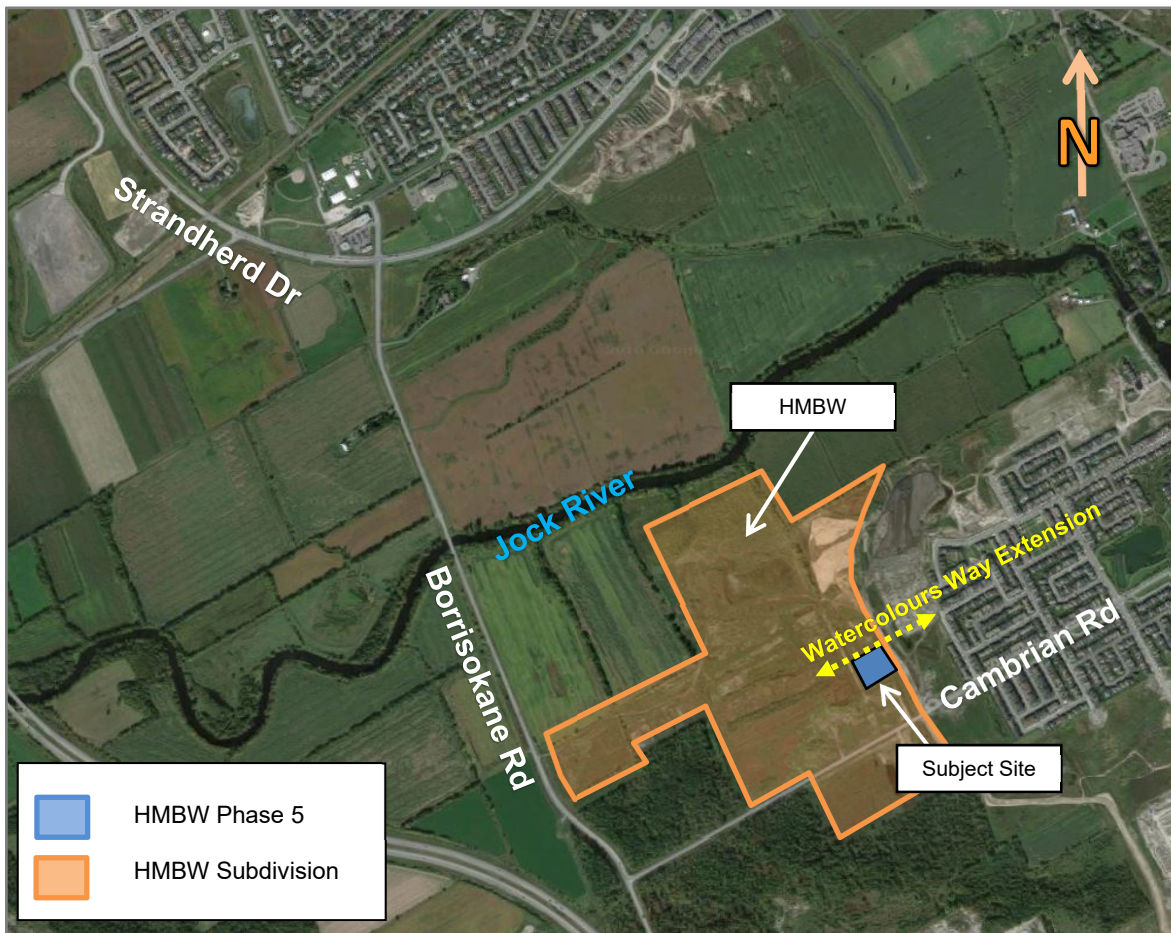 N
Strandherd Dr
HMBW
Jock River
Watercolours Way Extension
Borrisokane Rd
Cambrian Rd
Subject Site
HMBW Phase 5
HMBW Subdivision